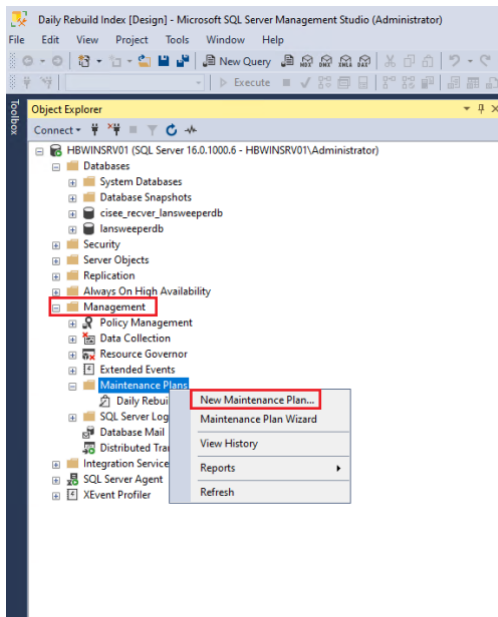 Daily Rebuild Index [Design] - Microsoft SQL Server Management Studio (Administrator)
File Edit View Project Tools Window Help
New Query
Execute
Toolbox
Object Explorer
Connect
HBWINSRV01 (SQL Server 16.0.1000.6 - HBWINSRV01\Administrator)
Databases
System Databases
Database Snapshots
cisee_recver_lansweeperdb
lansweeperdb
Security
Server Objects
Replication
Always On High Availability
Management
Policy Management
Data Collection
Resource Governor
Extended Events
Maintenance Plans
Daily Rebui
New Maintenance Plan...
SQL Server Log
Maintenance Plan Wizard
Database Mail
View History
Distributed Tra
Integration Service
Reports
SQL Server Agent
XEvent Profiler
Refresh